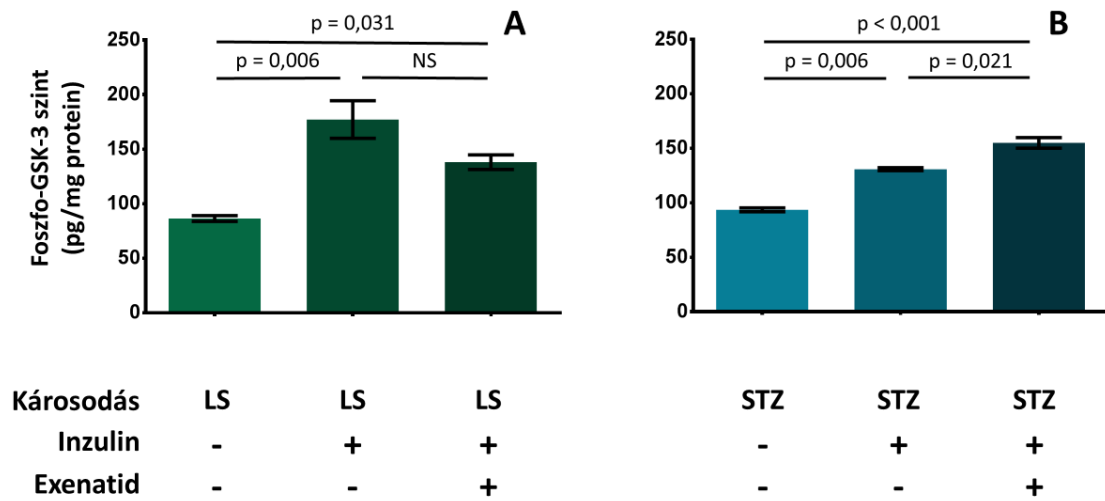 p = 0,031
A
p = 0,006
NS
p < 0,001
B
p = 0,006
p = 0,021
Foszfo-GSK-3 szint
(pg/mg protein)
250
200
150
100
50
0
250
200
150
100
50
0
Károsodás LS LS LS STZ STZ STZ
Inzulin - + + - + +
Exenatid - - + - - +